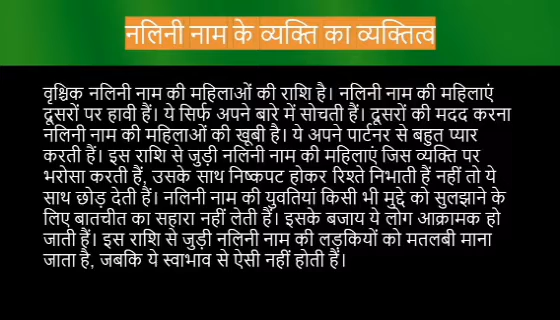 नलिनी नाम के व्यक्ति का व्यक्तित्व
वृश्चिक नलिनी नाम की महिलाओं की राशि है। नलिनी नाम की महिलाएं
दूसरों पर हावी हैं। ये सिर्फ अपने बारे में सोचती हैं। दूसरों की मदद करना
नलिनी नाम की महिलाओं की खूबी है। ये अपने पार्टनर से बहुत प्यार
करती हैं। इस राशि से जुड़ी नलिनी नाम की महिलाएं जिस व्यक्ति पर
भरोसा करती हैं, उसके साथ निष्कपट होकर रिश्ते निभाती हैं नहीं तो ये
साथ छोड़ देती हैं। नलिनी नाम की युवतियां किसी भी मुद्दे को सुलझाने के
लिए बातचीत का सहारा नहीं लेती हैं। इसके बजाय ये लोग आक्रामक हो
जाती हैं। इस राशि से जुड़ी नलिनी नाम की लड़कियों को मतलबी माना
जाता है, जबकि ये स्वाभाव से ऐसी नहीं होती हैं।